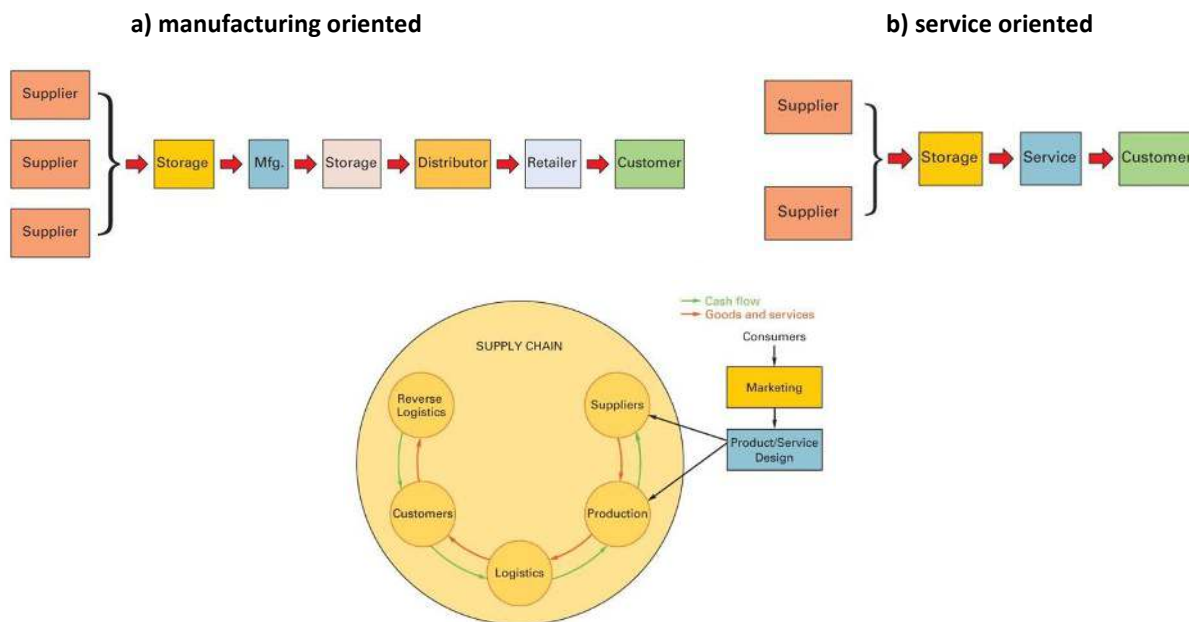 a) manufacturing oriented
Supplier
Supplier
Supplier
Storage
Mfg.
Storage
Distributor
Retailer
Customer
b) service oriented
Supplier
Supplier
Storage
Service
Customer
SUPPLY CHAIN
Reverse
Logistics
Suppliers
Customers
Production
Logistics
Cash flow
Goods and services
Consumers
Marketing
Product/Service
Design